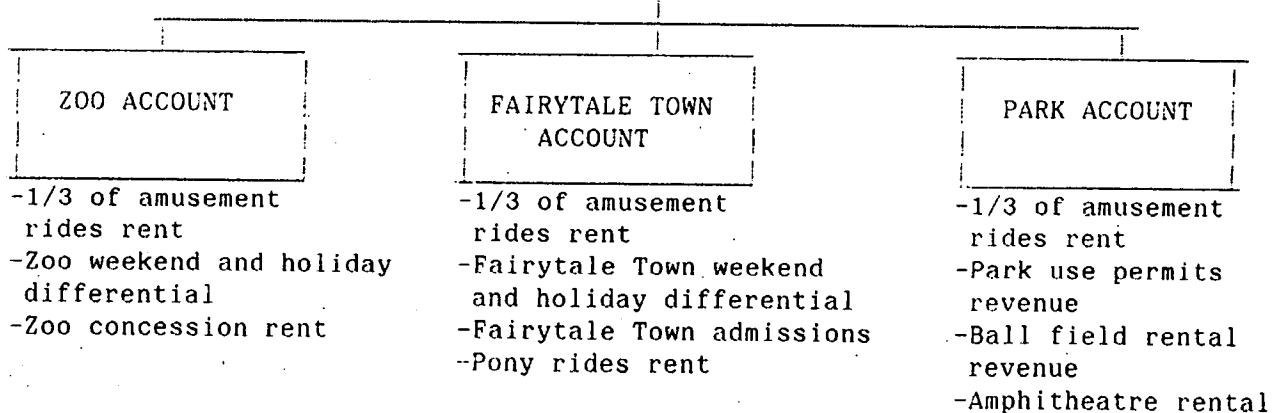 ZOO ACCOUNT
-1/3 of amusement
rides rent
-Zoo weekend and holiday
differential
-Zoo concession rent
FAIRYTALE TOWN
ACCOUNT
-1/3 of amusement
rides rent
-Fairytale Town weekend
and holiday differential
-Fairytale Town admissions
-Pony rides rent
PARK ACCOUNT
-1/3 of amusement
rides rent
-Park use permits
revenue
-Ball field rental
revenue
-Amphitheatre rental